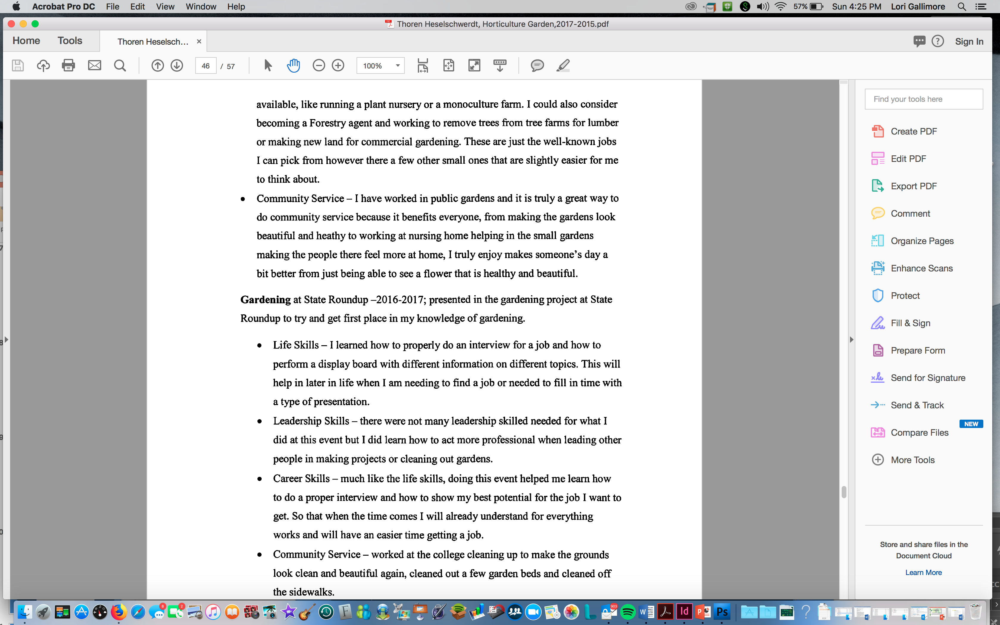 Acrobat Pro DC File Edit View Window Help 57% Sun 4:25 PM Lori Gallimore
Thoren Heselschwerdt, Horticulture Garden,2017-2015.pdf
Home Tools Thoren Heselsch... × Sign In
46 / 57 100%
available, like running a plant nursery or a monoculture farm. I could also consider
becoming a Forestry agent and working to remove trees from tree farms for lumber
or making new land for commercial gardening. These are just the well-known jobs
I can pick from however there a few other small ones that are slightly easier for me
to think about.
• Community Service – I have worked in public gardens and it is truly a great way to
do community service because it benefits everyone, from making the gardens look
beautiful and heathy to working at nursing home helping in the small gardens
making the people there feel more at home, I truly enjoy makes someone’s day a
bit better from just being able to see a flower that is healthy and beautiful.
Gardening at State Roundup –2016-2017; presented in the gardening project at State
Roundup to try and get first place in my knowledge of gardening.
• Life Skills – I learned how to properly do an interview for a job and how to
perform a display board with different information on different topics. This will
help in later in life when I am needing to find a job or needed to fill in time with
a type of presentation.
• Leadership Skills – there were not many leadership skilled needed for what I
did at this event but I did learn how to act more professional when leading other
people in making projects or cleaning out gardens.
• Career Skills – much like the life skills, doing this event helped me learn how
to do a proper interview and how to show my best potential for the job I want to
get. So that when the time comes I will already understand for everything
works and will have an easier time getting a job.
• Community Service – worked at the college cleaning up to make the grounds
look clean and beautiful again, cleaned out a few garden beds and cleaned off
the sidewalks.
Find your tools here
Create PDF
Edit PDF
Export PDF
Comment
Organize Pages
Enhance Scans
Protect
Fill & Sign
Prepare Form
Send for Signature
Send & Track
NEW
Compare Files
More Tools
Store and share files in the
Document Cloud
Learn More
8 2 903 W Id P Ps